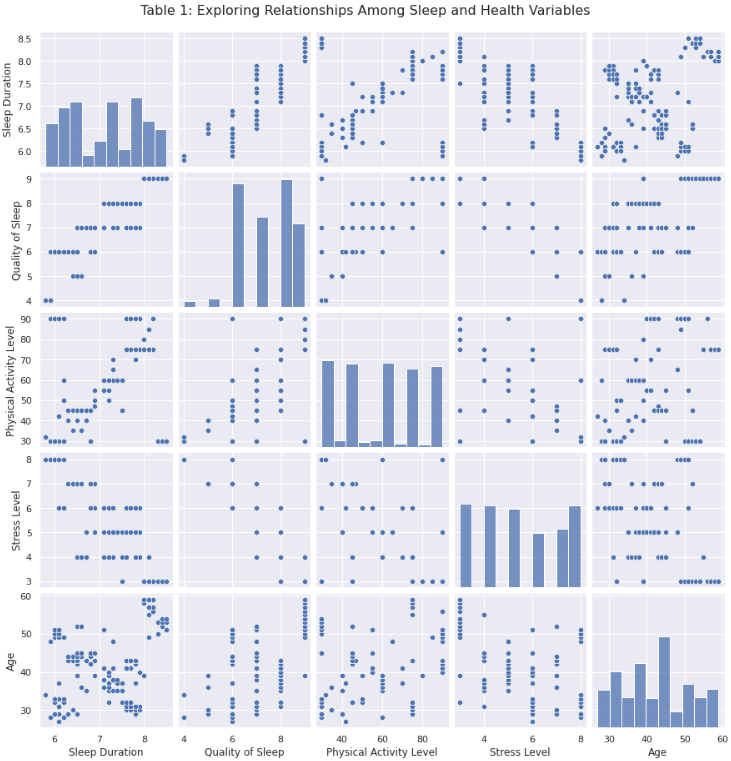 Table 1: Exploring Relationships Among Sleep and Health Variables
Sleep Duration
8.5
8.0
7.5
7.0
6.5
6.0
Quality of Sleep
9
8
7
6
5
4
Physical Activity Level
90
80
70
60
50
40
30
Stress Level
8
7
6
5
4
3
Age
60
50
40
30
6 7 8
4 6 8
40 60 80
4 6 8
30 40 50 60
Sleep Duration Quality of Sleep Physical Activity Level Stress Level Age